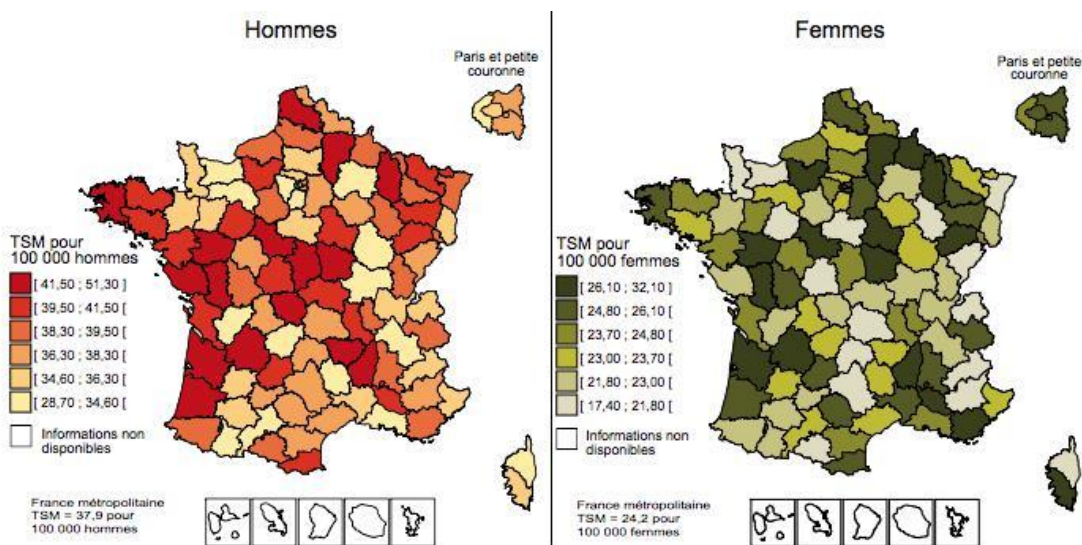 Hommes
Paris et petite
couronne
TSM pour
100 000 hommes
[ 41,50 ; 51,30 ]
[ 39,50 ; 41,50 [
[ 38,30 ; 39,50 [
[ 36,30 ; 38,30 [
[ 34,60 ; 36,30 [
[ 28,70 ; 34,60 [
Informations non
disponibles
France métropolitaine
TSM = 37,9 pour
100 000 hommes
Femmes
Paris et petite
couronne
TSM pour
100 000 femmes
[ 26,10 ; 32,10 ]
[ 24,80 ; 26,10 [
[ 23,70 ; 24,80 [
[ 23,00 ; 23,70 [
[ 21,80 ; 23,00 [
[ 17,40 ; 21,80 [
Informations non
disponibles
France métropolitaine
TSM = 24,2 pour
100 000 femmes